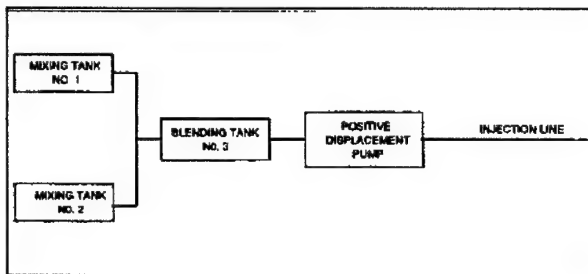 MIXING TANK
NO. 1
BLENDING TANK
NO. 3
POSITIVE
DISPLACEMENT
PUMP
INJECTION LINE
MIXING TANK
NO. 2